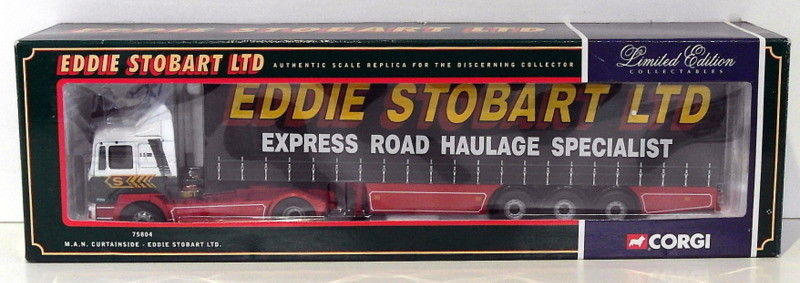 EDDIE STOBART LTD
AUTHENTIC SCALE REPLICA FOR THE DISCERNING COLLECTOR
Limited Edition
COLLECTABLES
EDDIE STOBART LTD
EXPRESS ROAD HAULAGE SPECIALIST
S
75804
M.A.N. CURTAINSIDE - EDDIE STOBART LTD.
CORGI